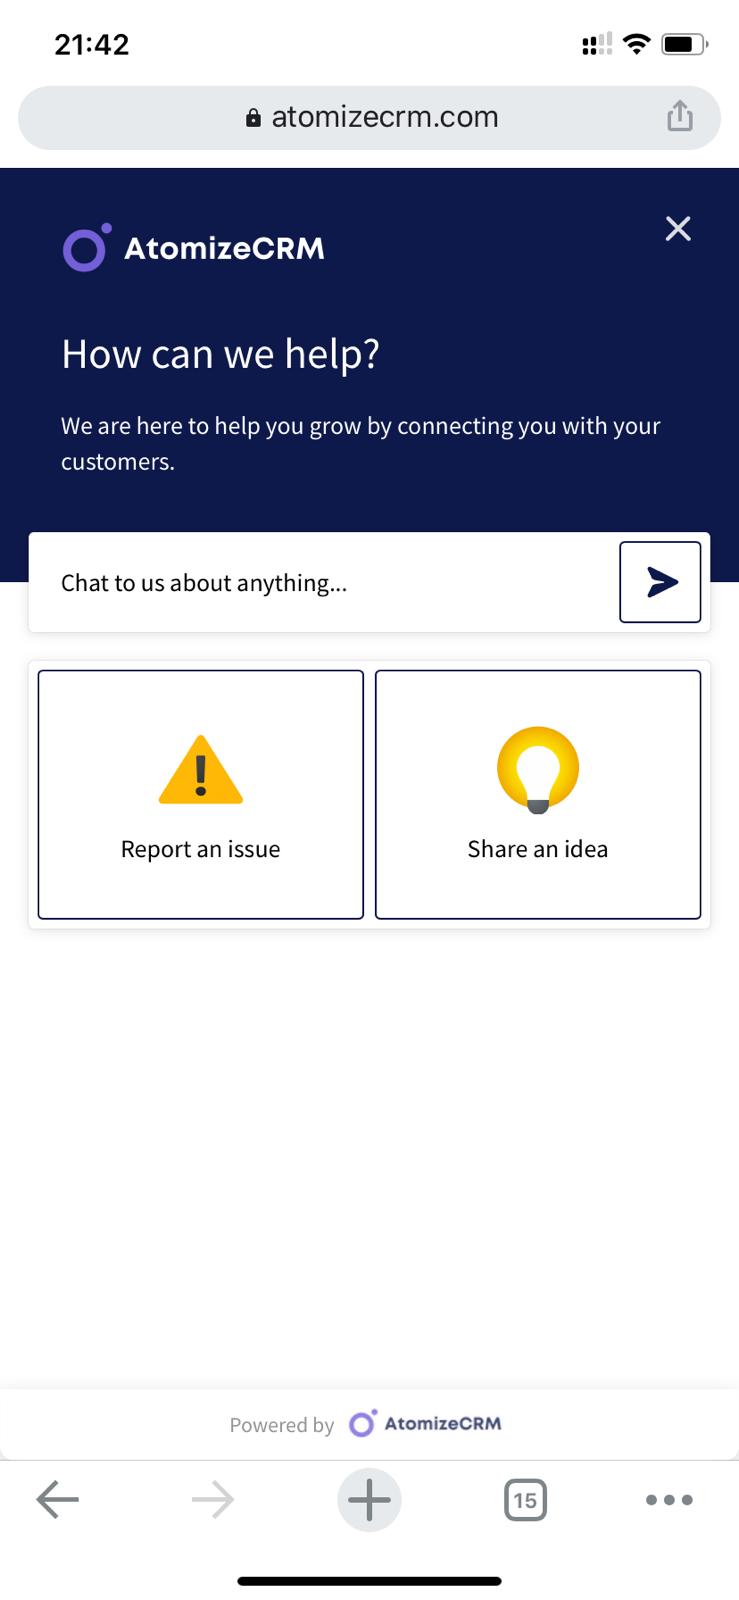 21:42
atomizecrm.com
AtomizeCRM
How can we help?
We are here to help you grow by connecting you with your
customers.
Chat to us about anything...
Report an issue
Share an idea
Powered by AtomizeCRM
15